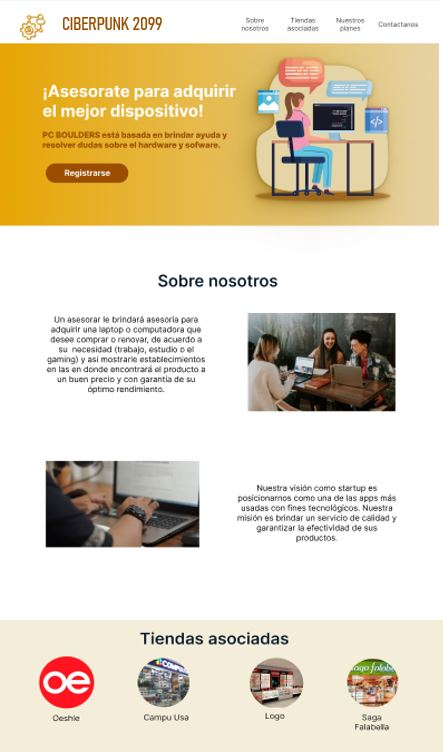 CIBERPUNK 2099
Sobre
nosotros
Tiendas
asociadas
Nuestros
planes
Contactanos
¡Asesorate para adquirir
el mejor dispositivo!
PC BOULDERS está basada en brindar ayuda y
resolver dudas sobre el hardware y sofware.
Registrarse
Sobre nosotros
Un asesorar le brindará asesoría para
adquirir una laptop o computadora que
desee comprar o renovar, de acuerdo a
su necesidad (trabajo, estudio o el
gaming) y asi mostrarle establecimientos
en las en donde encontrará el producto a
un buen precio y con garantía de su
óptimo rendimiento.
Nuestra visión como startup es
posicionarnos como una de las apps más
usadas con fines tecnológicos. Nuestra
misión es brindar un servicio de calidad y
garantizar la efectividad de sus
productos.
Tiendas asociadas
oe
COMPU
saga falabe
Oeshle
Campu Usa
Logo
Saga
Falabella